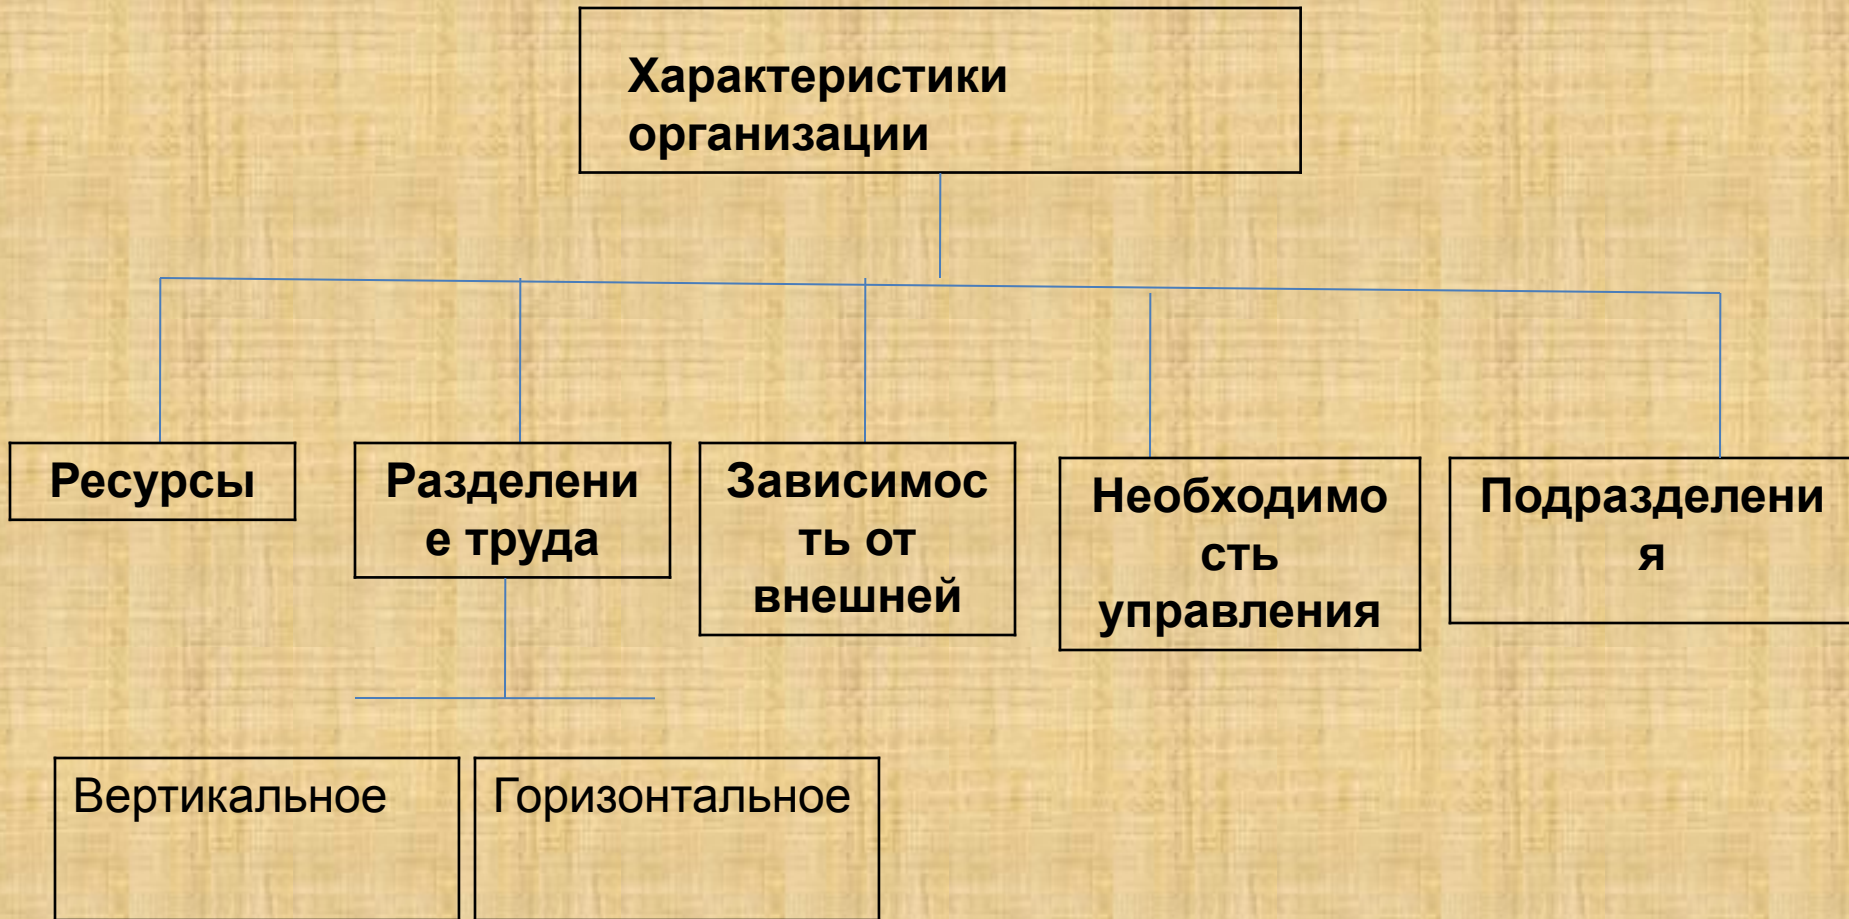 Характеристики
организации
Ресурсы
Разделени
е труда
Зависимос
ть от
внешней
Необходимо
сть
управления
Подразделени
я
Вертикальное
Горизонтальное